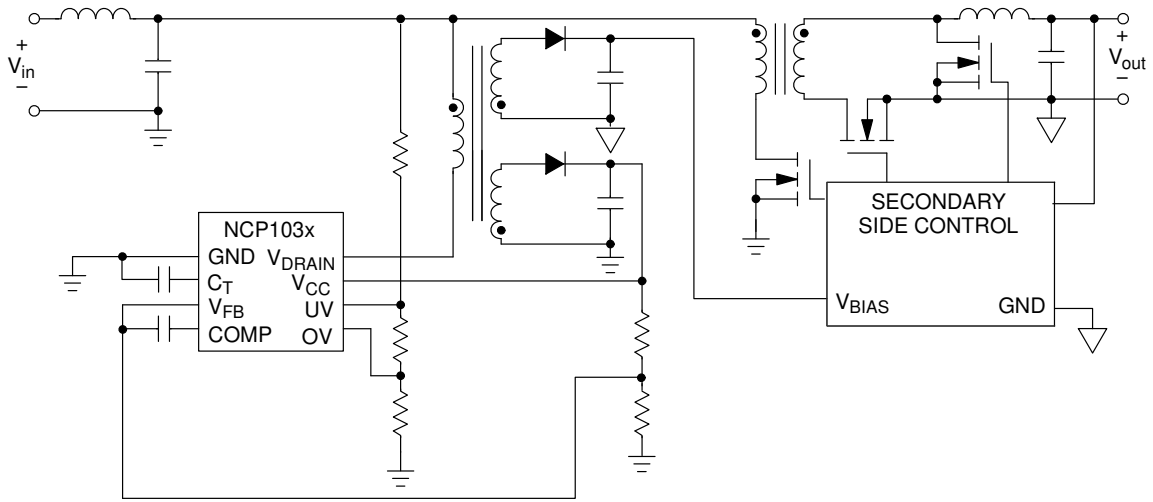 +
V_in
−
+
V_out
−
NCP103x
GND V_DRAIN
C_T V_CC
V_FB UV
COMP OV
SECONDARY
SIDE CONTROL
V_BIAS GND